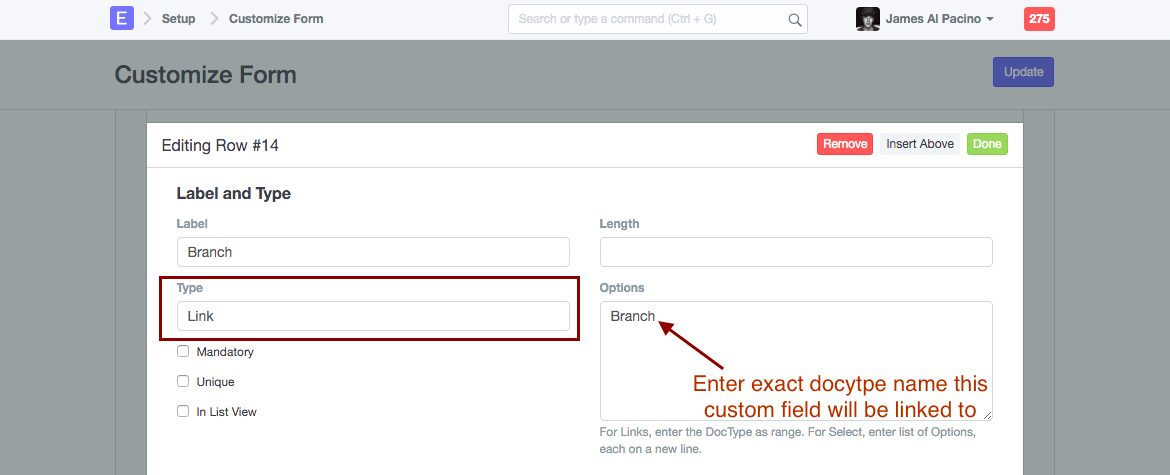 E Setup Customize Form Search or type a command (Ctrl + G) James Al Pacino 275
Customize Form Update
Editing Row #14 Remove Insert Above Done
Label and Type
Label Length
Branch
Type Options
Link Branch
Mandatory
Unique
In List View
Enter exact docytpe name this
custom field will be linked to
For Links, enter the DocType as range. For Select, enter list of Options,
each on a new line.